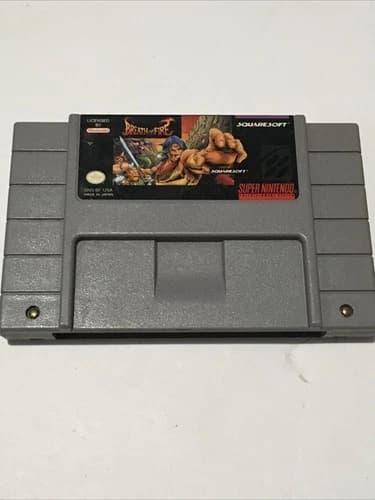 LICENSED
BY
Nintendo
BREATH OF FIRE
SQUARESOFT
SQUARESOFT
SNS-BF-USA
MADE IN JAPAN
SUPER NINTENDO
ENTERTAINMENT SYSTEM